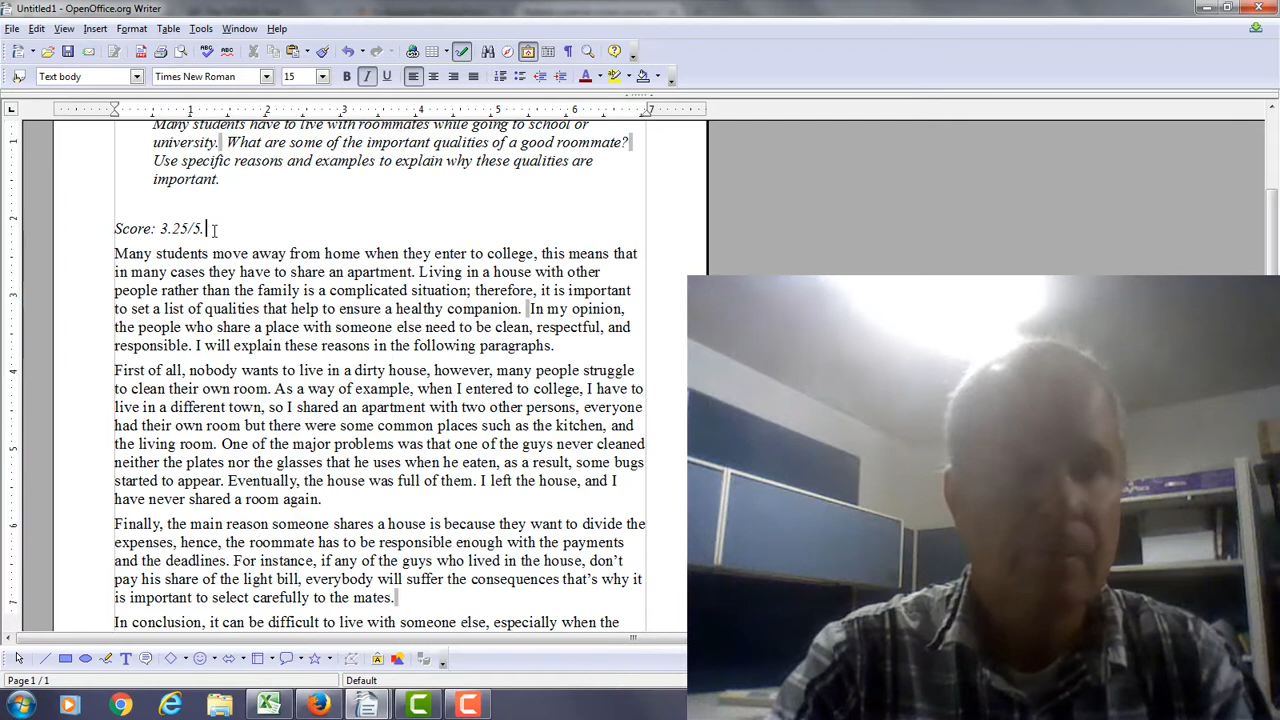 Untitled1 - OpenOffice.org Writer
File Edit View Insert Format Table Tools Window Help
Text body Times New Roman 15
1 2 3 4 5 6 7
Many students have to live with roommates while going to school or
university. What are some of the important qualities of a good roommate?
Use specific reasons and examples to explain why these qualities are
important.
Score: 3.25/5.
Many students move away from home when they enter to college, this means that
in many cases they have to share an apartment. Living in a house with other
people rather than the family is a complicated situation; therefore, it is important
to set a list of qualities that help to ensure a healthy companion. In my opinion,
the people who share a place with someone else need to be clean, respectful, and
responsible. I will explain these reasons in the following paragraphs.
First of all, nobody wants to live in a dirty house, however, many people struggle
to clean their own room. As a way of example, when I entered to college, I have to
live in a different town, so I shared an apartment with two other persons, everyone
had their own room but there were some common places such as the kitchen, and
the living room. One of the major problems was that one of the guys never cleaned
neither the plates nor the glasses that he uses when he eaten, as a result, some bugs
started to appear. Eventually, the house was full of them. I left the house, and I
have never shared a room again.
Finally, the main reason someone shares a house is because they want to divide the
expenses, hence, the roommate has to be responsible enough with the payments
and the deadlines. For instance, if any of the guys who lived in the house, don’t
pay his share of the light bill, everybody will suffer the consequences that’s why it
is important to select carefully to the mates.
In conclusion, it can be difficult to live with someone else, especially when the
Page 1 / 1 Default